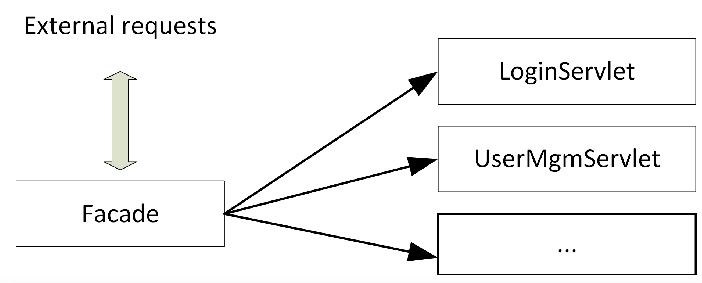 External requests
LoginServlet
UserMgmServlet
Facade
...